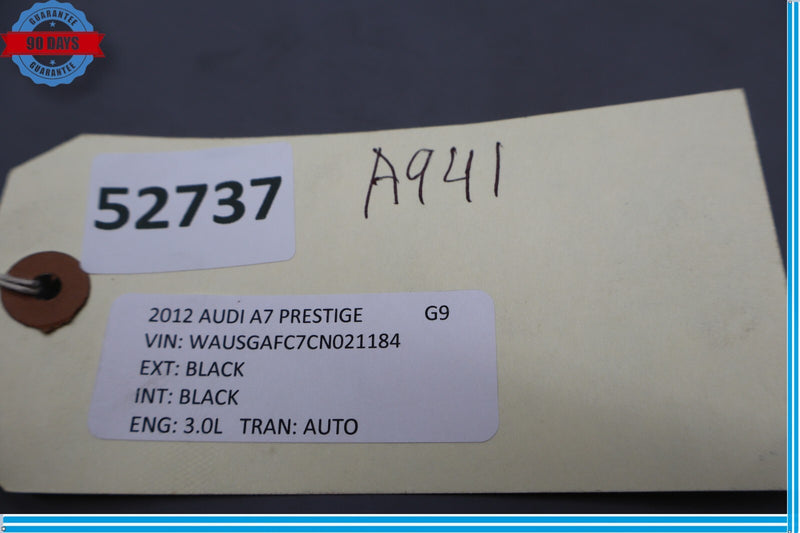 GUARANTEE
90 DAYS
GUARANTEE
52737
A941
2012 AUDI A7 PRESTIGE G9
VIN: WAUSGAFC7CN021184
EXT: BLACK
INT: BLACK
ENG: 3.0L TRAN: AUTO